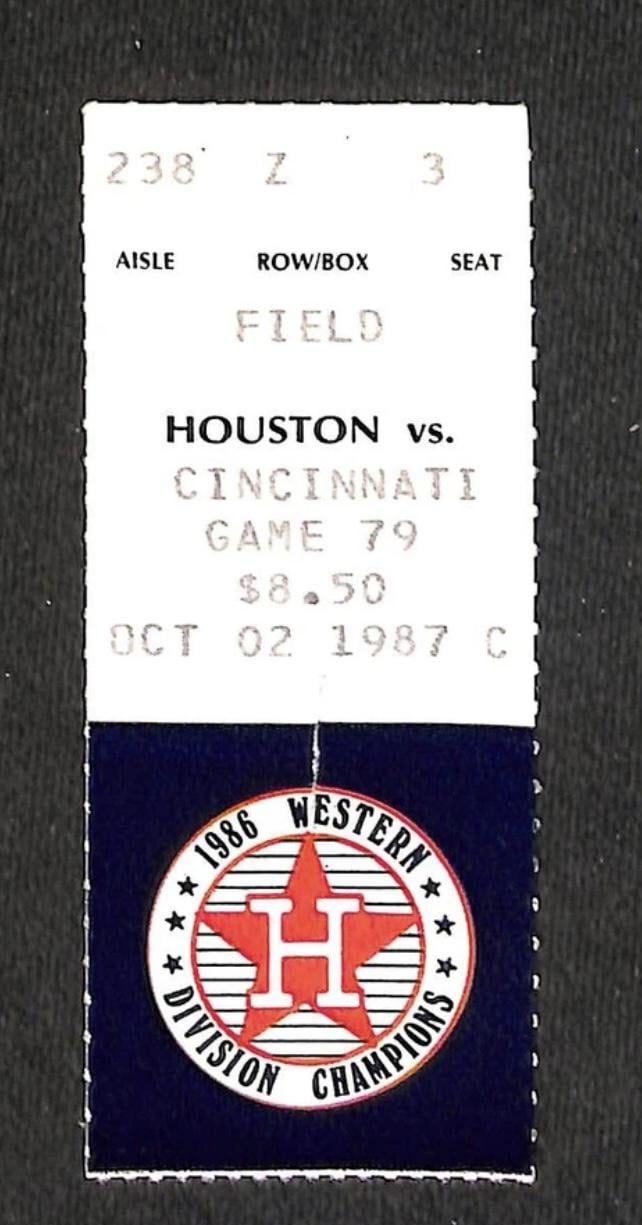 238 Z 3
AISLE ROW/BOX SEAT
FIELD
HOUSTON vs.
CINCINNATI
GAME 79
$8.50
OCT 02 1987 C
1986 WESTERN
H
DIVISION CHAMPIONS